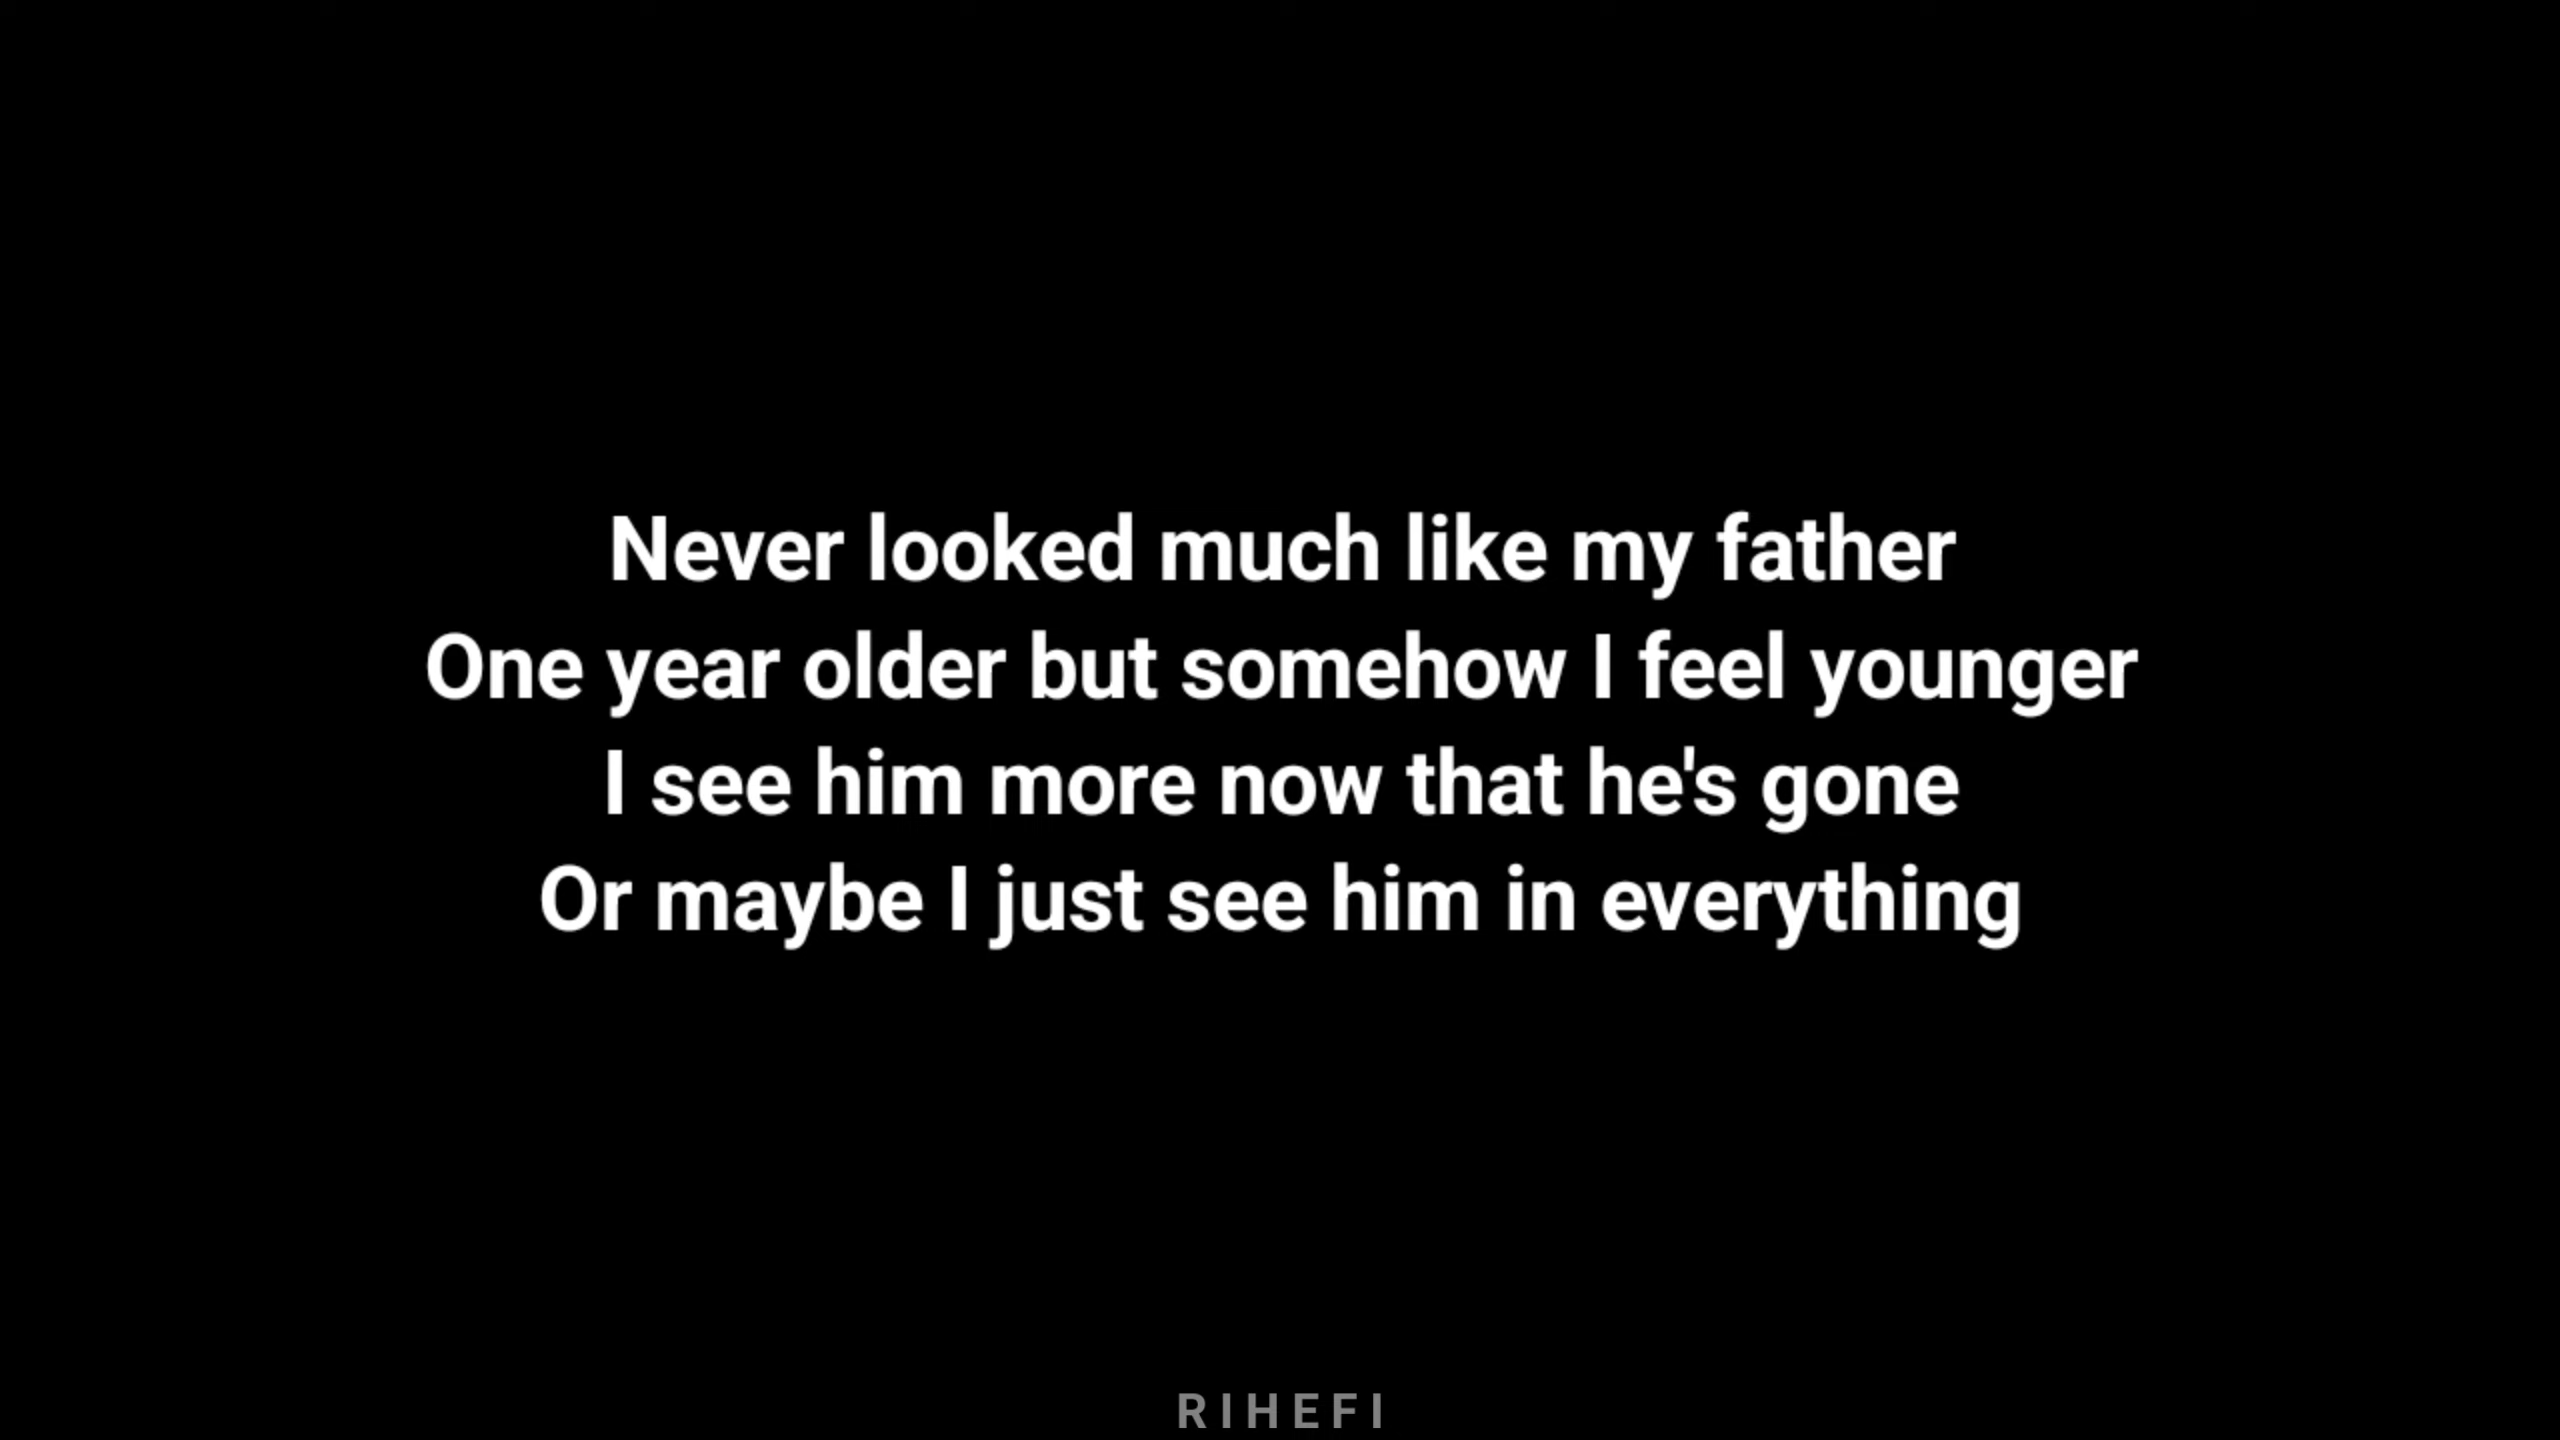 Never looked much like my father
One year older but somehow I feel younger
I see him more now that he's gone
Or maybe I just see him in everything
RIHEFI